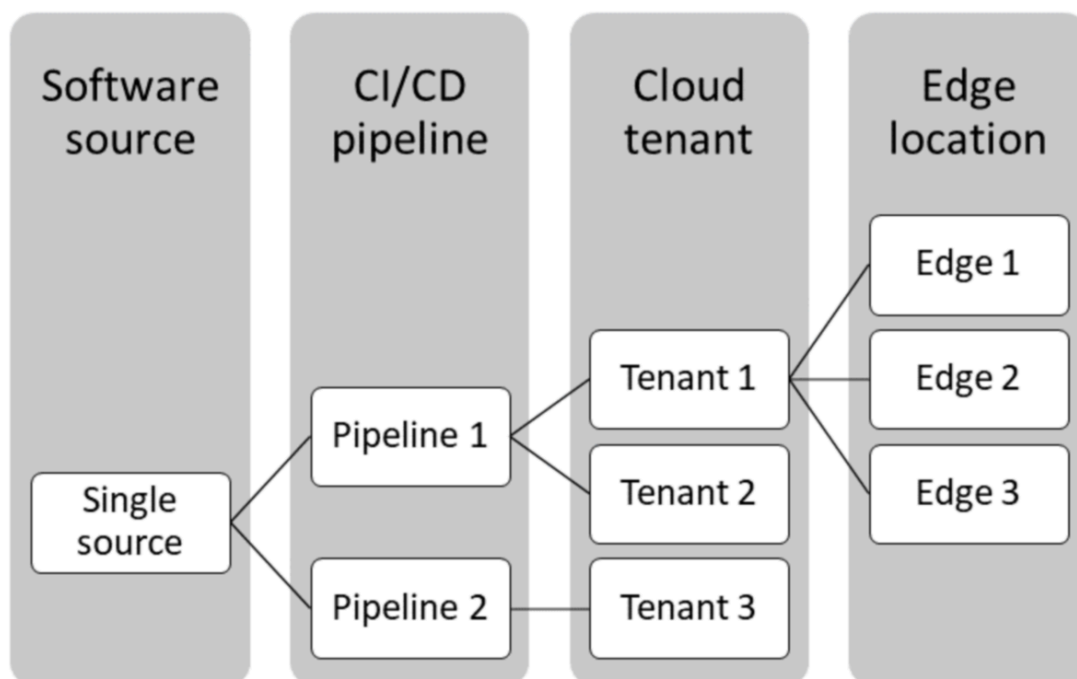 Software
source
CI/CD
pipeline
Cloud
tenant
Edge
location
Single
source
Pipeline 1
Pipeline 2
Tenant 1
Tenant 2
Tenant 3
Edge 1
Edge 2
Edge 3